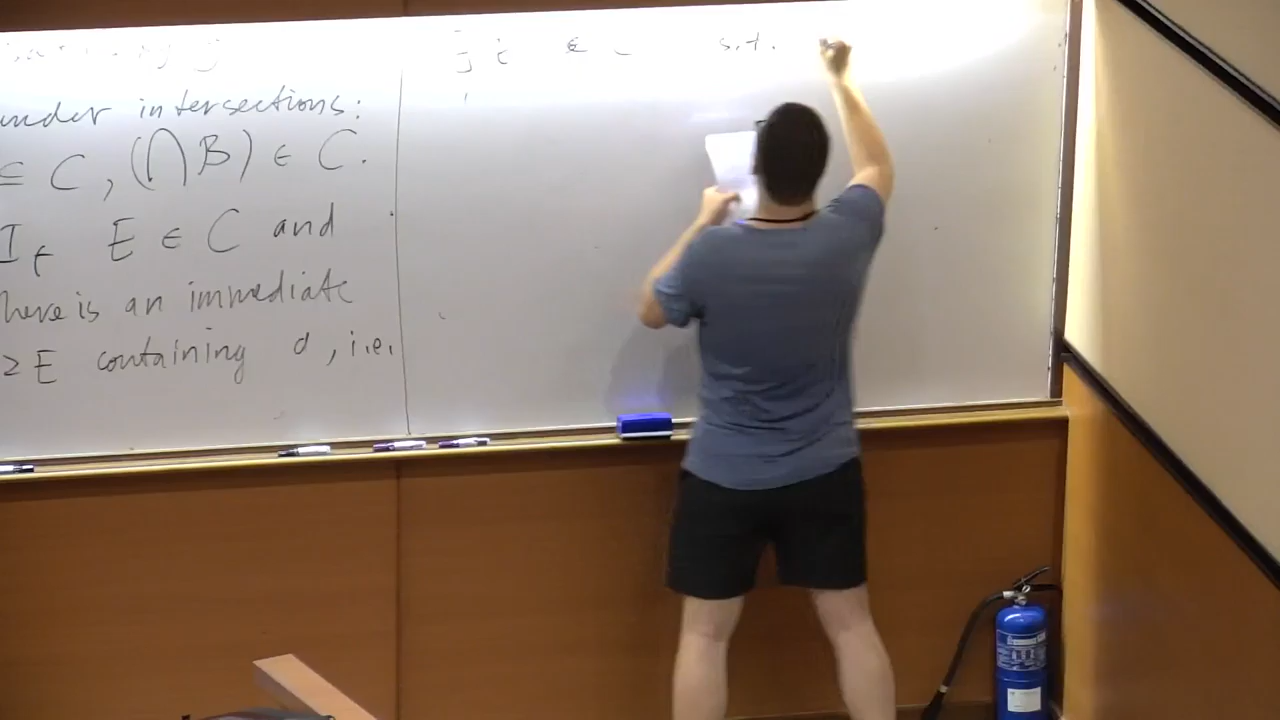 under intersections:
⊆ C, (⋂B) ∈ C.
If E ∈ C and
here is an immediate
⊇ E containing d, i.e.
s.t.